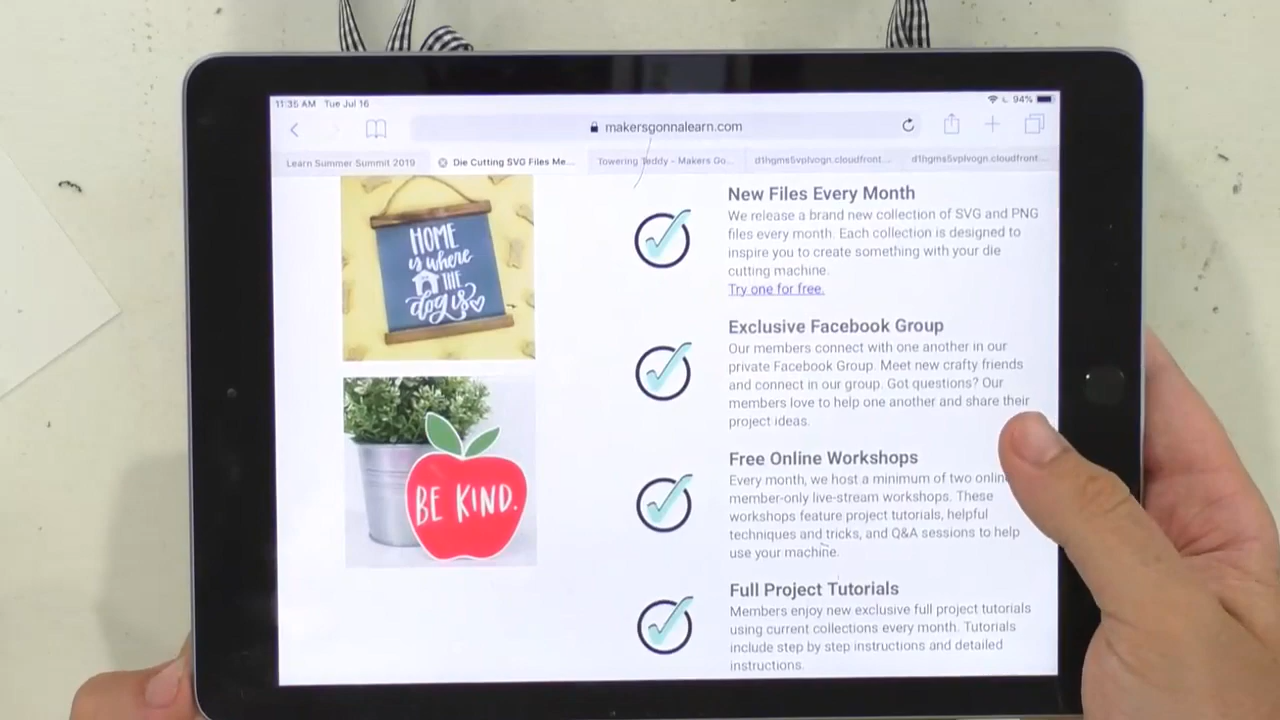 11:35 AM Tue Jul 16
94%
makersgonnalearn.com
Learn Summer Summit 2019
Die Cutting SVG Files Me...
Towering Teddy - Makers Go...
d1hgms5vplvogn.cloudfront...
d1hgms5vplvogn.cloudfront...
HOME
is where
THE
dog is
BE KIND.
New Files Every Month
We release a brand new collection of SVG and PNG
files every month. Each collection is designed to
inspire you to create something with your die
cutting machine.
Try one for free.
Exclusive Facebook Group
Our members connect with one another in our
private Facebook Group. Meet new crafty friends
and connect in our group. Got questions? Our
members love to help one another and share their
project ideas.
Free Online Workshops
Every month, we host a minimum of two onlin
member-only live-stream workshops. These
workshops feature project tutorials, helpful
techniques and tricks, and Q&A sessions to help
use your machine.
Full Project Tutorials
Members enjoy new exclusive full project tutorials
using current collections every month. Tutorials
include step by step instructions and detailed
instructions.